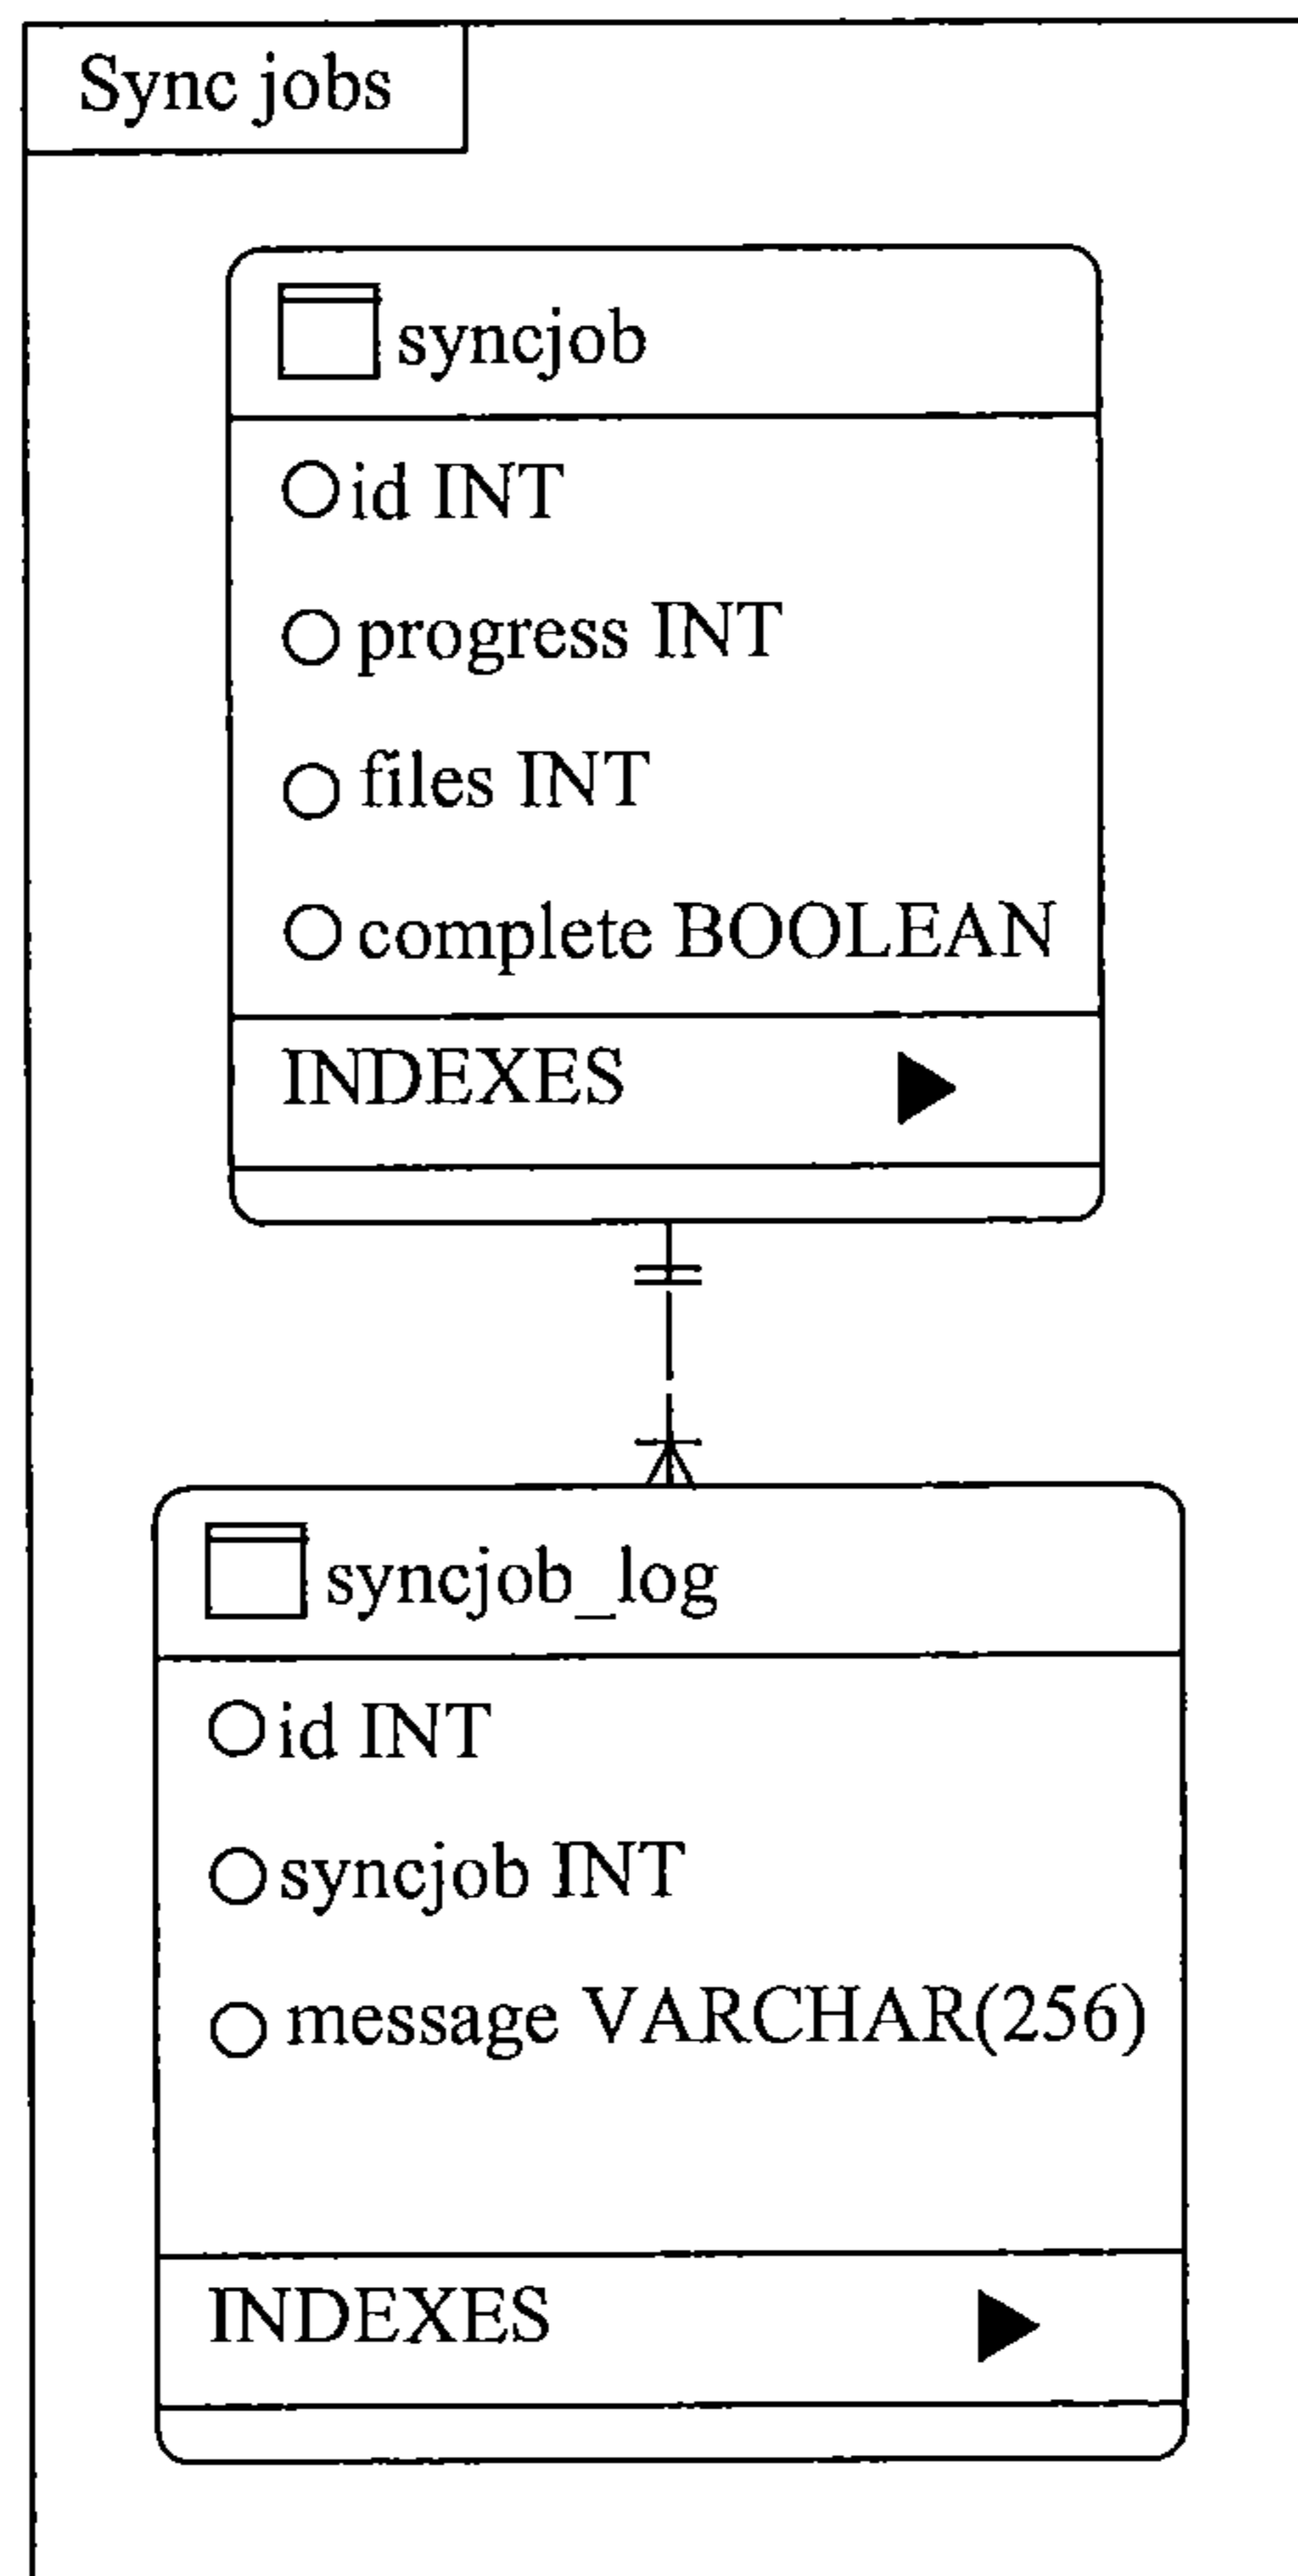 Sync jobs
syncjob
id INT
progress INT
files INT
complete BOOLEAN
INDEXES
syncjob_log
id INT
syncjob INT
message VARCHAR(256)
INDEXES